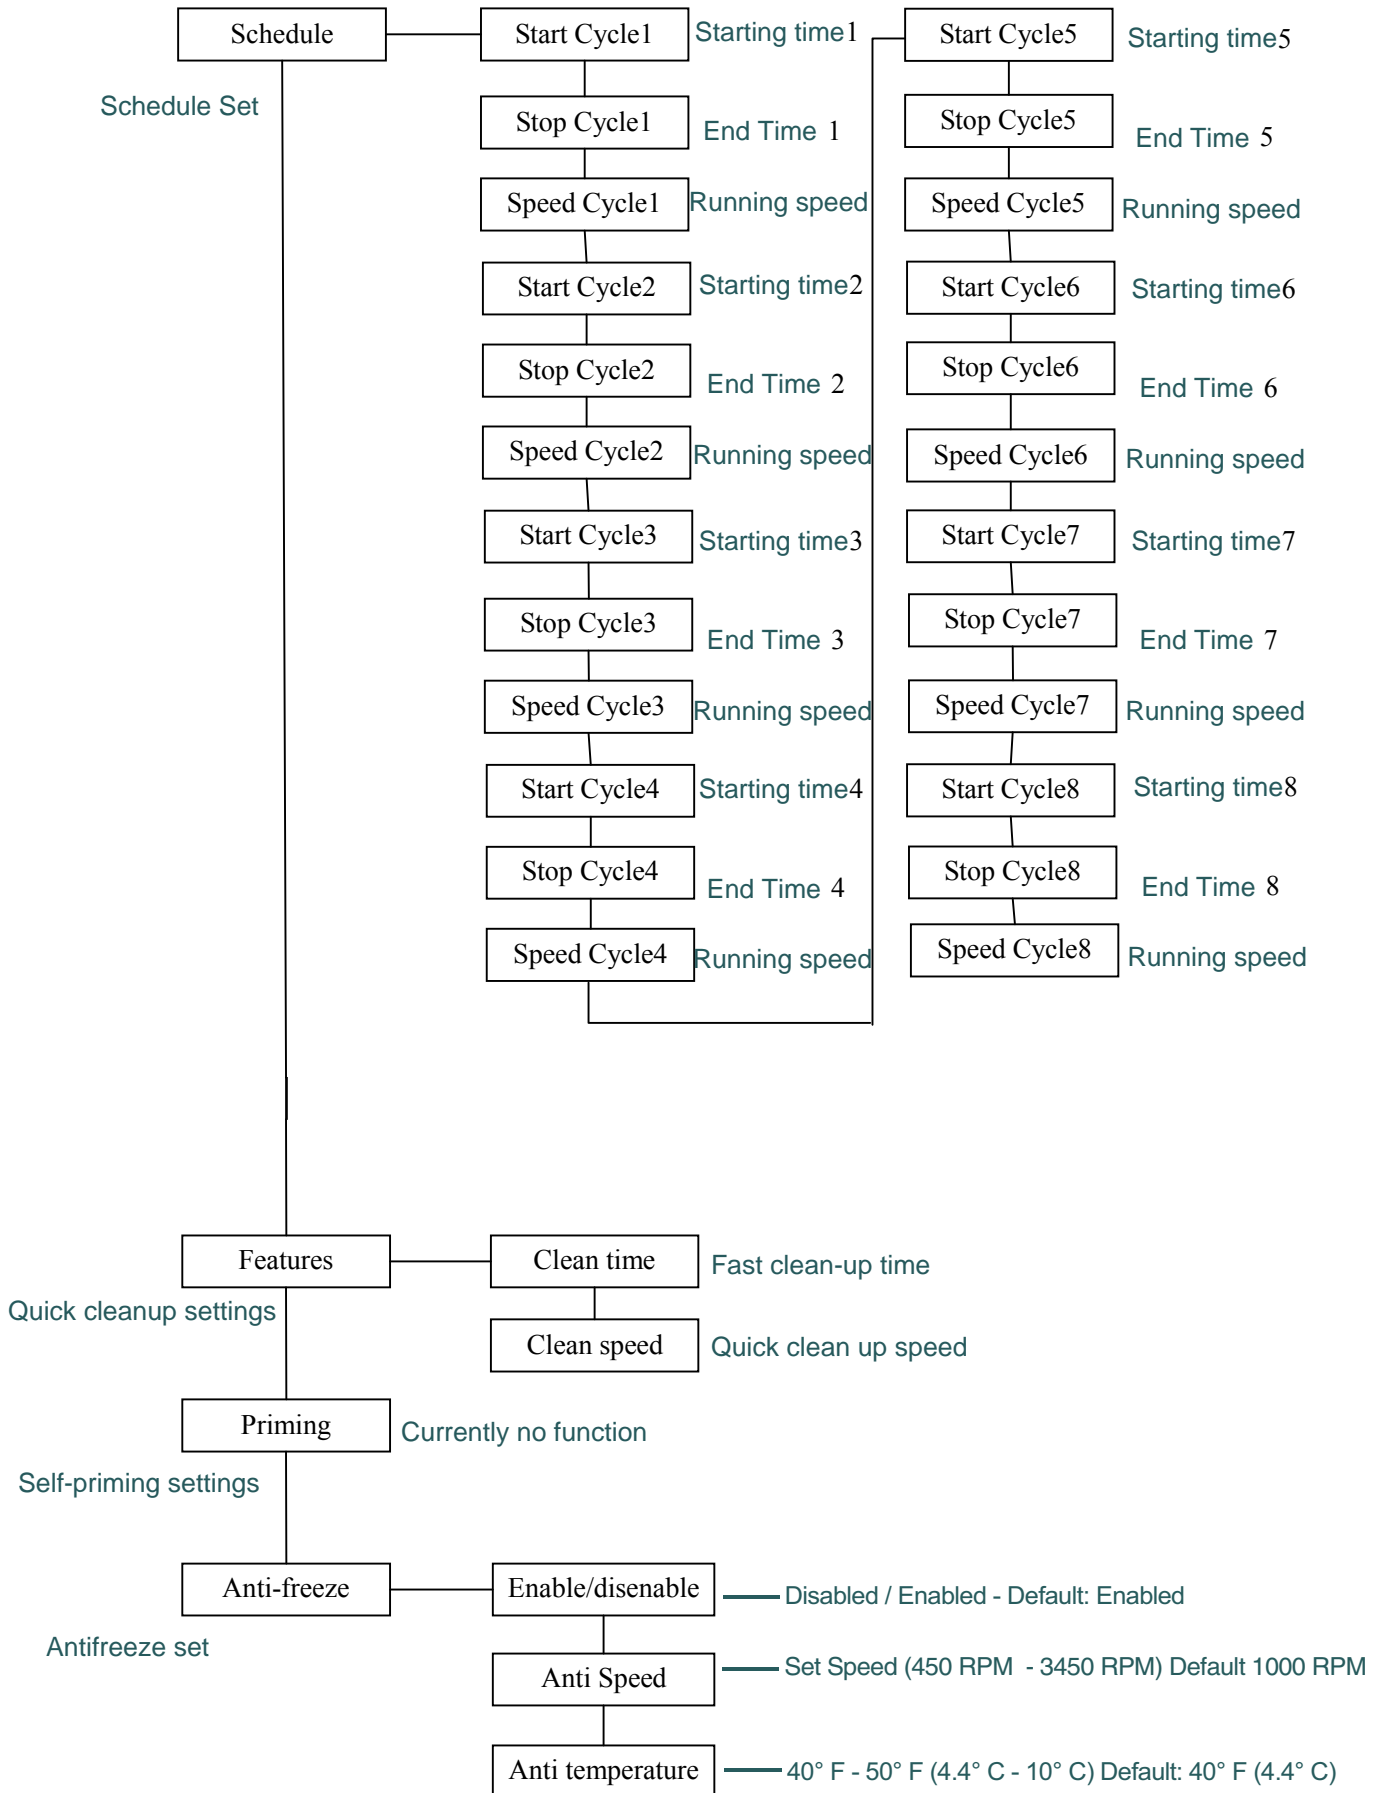 Schedule
Schedule Set
Start Cycle1 Starting time1
Stop Cycle1 End Time 1
Speed Cycle1 Running speed
Start Cycle2 Starting time2
Stop Cycle2 End Time 2
Speed Cycle2 Running speed
Start Cycle3 Starting time3
Stop Cycle3 End Time 3
Speed Cycle3 Running speed
Start Cycle4 Starting time4
Stop Cycle4 End Time 4
Speed Cycle4 Running speed
Start Cycle5 Starting time5
Stop Cycle5 End Time 5
Speed Cycle5 Running speed
Start Cycle6 Starting time6
Stop Cycle6 End Time 6
Speed Cycle6 Running speed
Start Cycle7 Starting time7
Stop Cycle7 End Time 7
Speed Cycle7 Running speed
Start Cycle8 Starting time8
Stop Cycle8 End Time 8
Speed Cycle8 Running speed
Features
Quick cleanup settings
Clean time Fast clean-up time
Clean speed Quick clean up speed
Priming Currently no function
Self-priming settings
Anti-freeze
Antifreeze set
Enable/disenable Disabled / Enabled - Default: Enabled
Anti Speed Set Speed (450 RPM - 3450 RPM) Default 1000 RPM
Anti temperature 40° F - 50° F (4.4° C - 10° C) Default: 40° F (4.4° C)